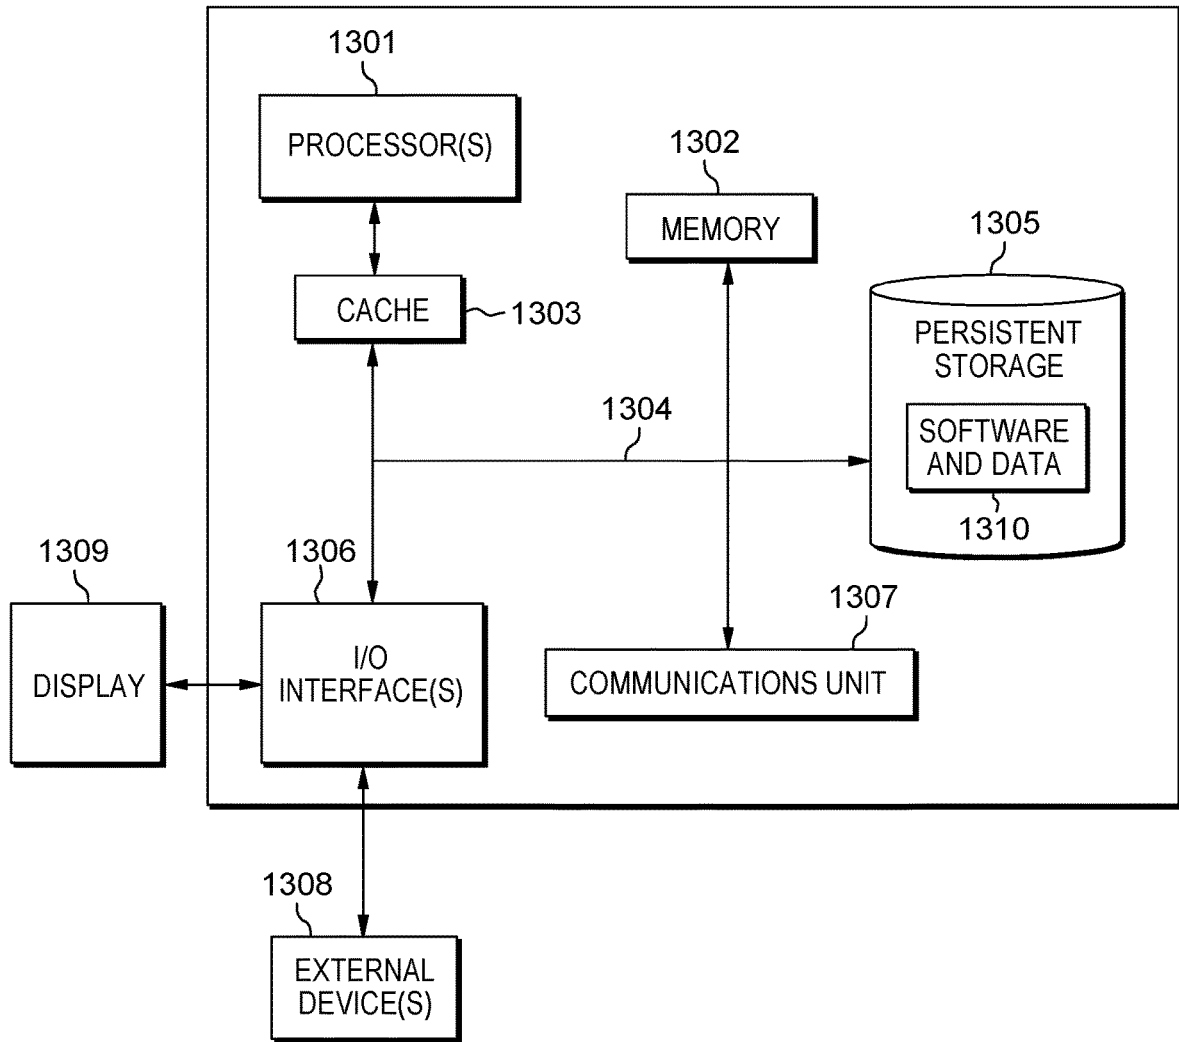 1301
PROCESSOR(S)
1302
MEMORY
1305
CACHE
1303
PERSISTENT
STORAGE
1304
SOFTWARE
AND DATA
1310
1309
1306
1307
DISPLAY
I/O
INTERFACE(S)
COMMUNICATIONS UNIT
1308
EXTERNAL
DEVICE(S)